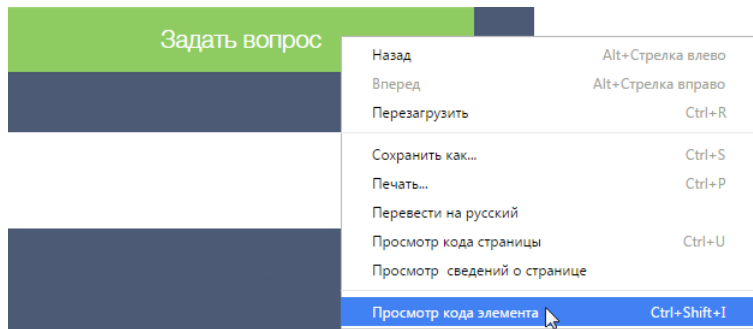 Задать вопрос
Назад Alt+Стрелка влево
Вперед Alt+Стрелка вправо
Перезагрузить Ctrl+R
Сохранить как... Ctrl+S
Печать... Ctrl+P
Перевести на русский
Просмотр кода страницы Ctrl+U
Просмотр сведений о странице
Просмотр кода элемента Ctrl+Shift+I